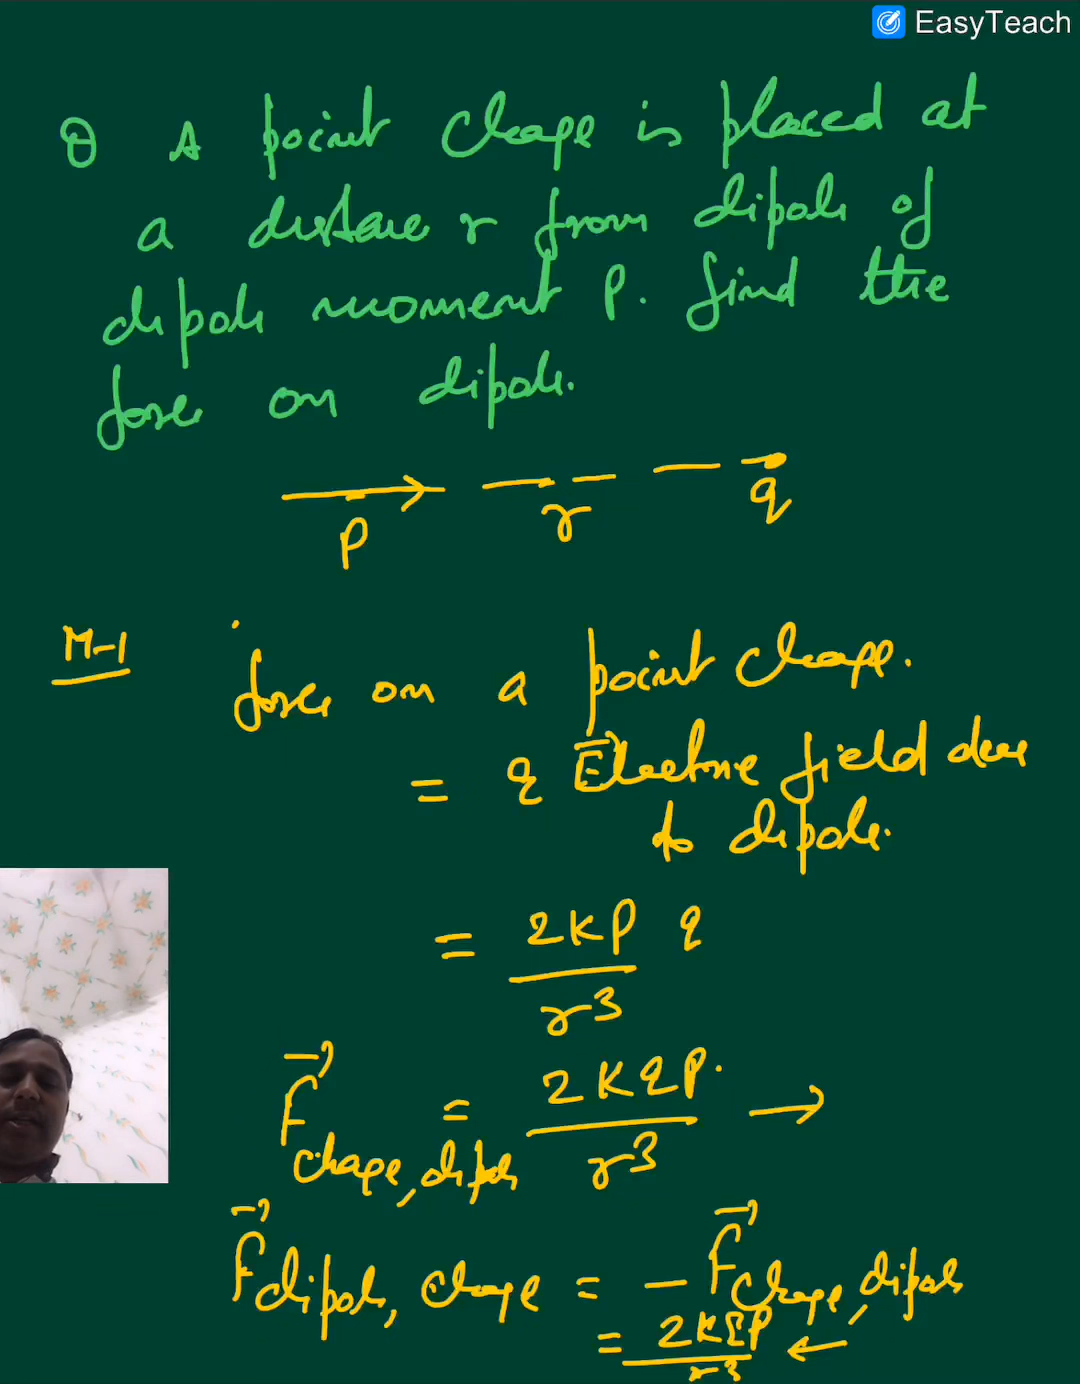 EasyTeach
Q A point charge is placed at
a distance r from dipole of
dipole moment P. find the
force on dipole.
P r q
M-1 force on a point charge.
= q Electric field due
to dipole.
= 2KP q
r3
F charge, dipole = 2KqP. →
r3
F dipole, charge = - F charge, dipole
= 2KqP ←
r3